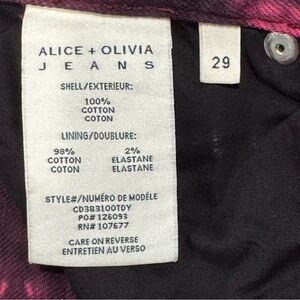 ALICE + OLIVIA
JEANS
29
SHELL/EXTERIEUR:
100%
COTTON
COTON
LINING/DOUBLURE:
98% 2%
COTTON ELASTANE
COTON ELASTANE
STYLE#/NUMÉRO DE MODÉLE
CD383100TDY
PO# 126093
RN# 107677
CARE ON REVERSE
ENTRETIEN AU VERSO